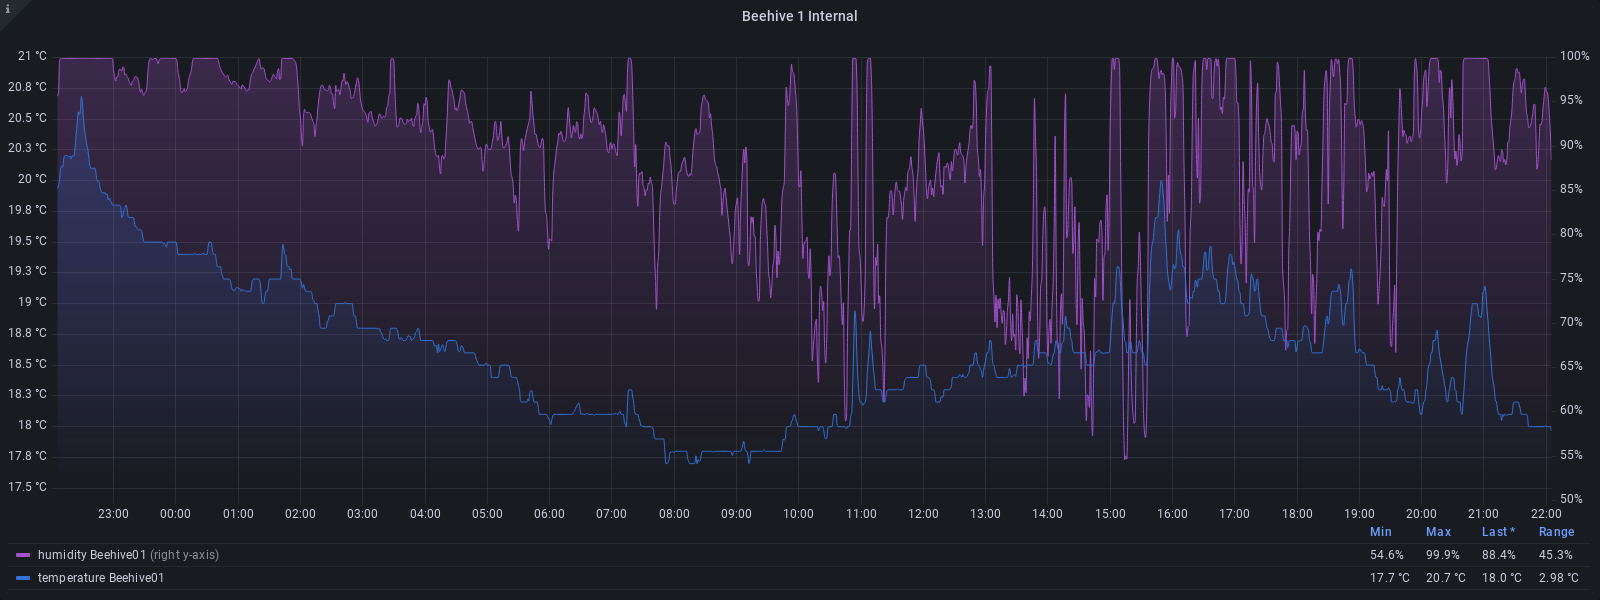 i
Beehive 1 Internal
21 °C 100%
20.8 °C 95%
20.5 °C
20.3 °C 90%
20 °C 85%
19.8 °C
19.5 °C 80%
19.3 °C 75%
19 °C 70%
18.8 °C
18.5 °C 65%
18.3 °C 60%
18 °C
17.8 °C 55%
17.5 °C 50%
23:00 00:00 01:00 02:00 03:00 04:00 05:00 06:00 07:00 08:00 09:00 10:00 11:00 12:00 13:00 14:00 15:00 16:00 17:00 18:00 19:00 20:00 21:00 22:00
Min Max Last * Range
humidity Beehive01 (right y-axis) 54.6% 99.9% 88.4% 45.3%
temperature Beehive01 17.7 °C 20.7 °C 18.0 °C 2.98 °C